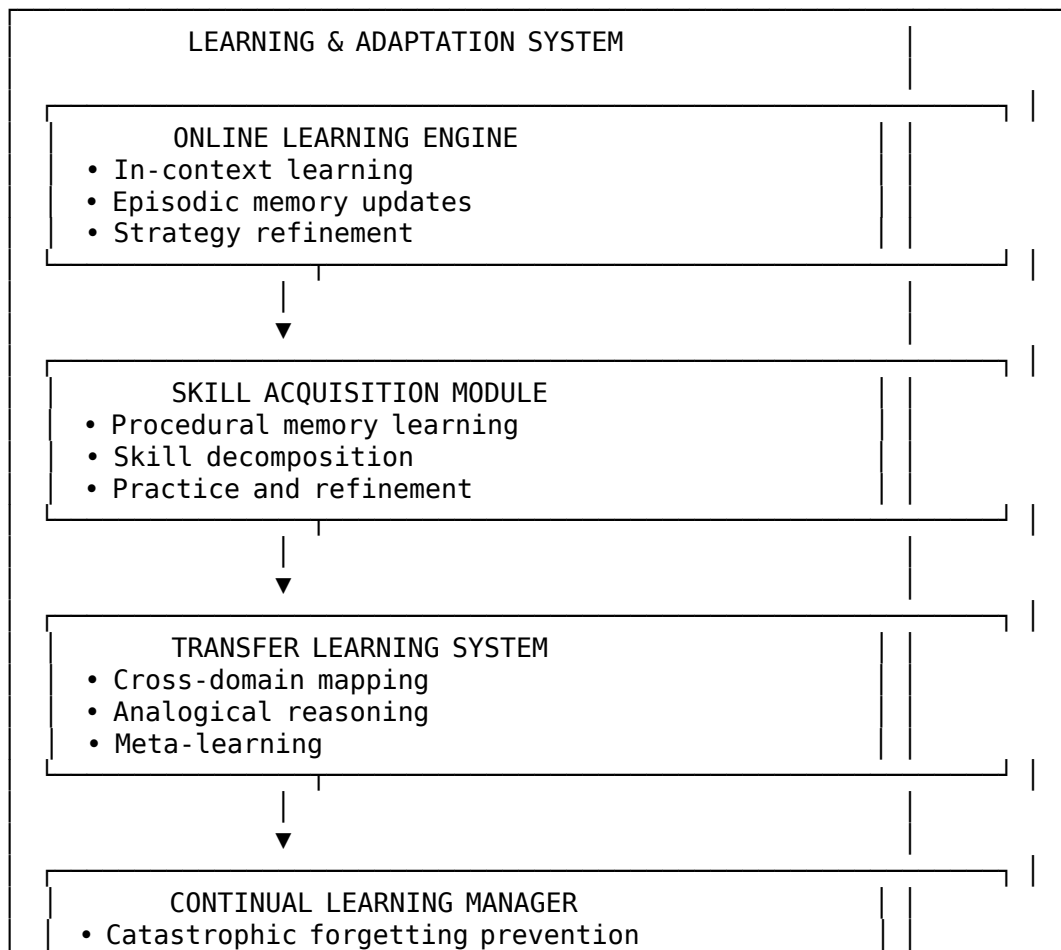 LEARNING & ADAPTATION SYSTEM
ONLINE LEARNING ENGINE
• In-context learning
• Episodic memory updates
• Strategy refinement
SKILL ACQUISITION MODULE
• Procedural memory learning
• Skill decomposition
• Practice and refinement
TRANSFER LEARNING SYSTEM
• Cross-domain mapping
• Analogical reasoning
• Meta-learning
CONTINUAL LEARNING MANAGER
• Catastrophic forgetting prevention